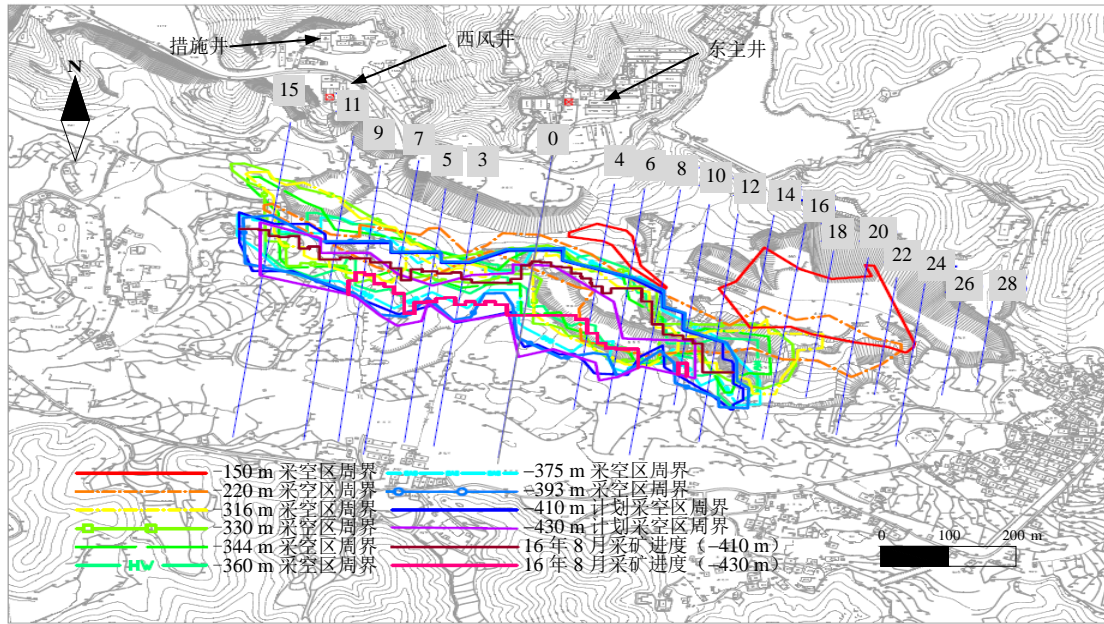 措施井
西风井
东主井
N
15
11
9
7
5
3
0
4
6
8
10
12
14
16
18
20
22
24
26
28
−150 m 采空区周界
−220 m 采空区周界
−316 m 采空区周界
−330 m 采空区周界
−344 m 采空区周界
HW
−360 m 采空区周界
−375 m 采空区周界
−393 m 采空区周界
−410 m 计划采空区周界
−430 m 计划采空区周界
16 年 8 月采矿进度（−410 m）
16 年 8 月采矿进度（−430 m）
0 100 200 m